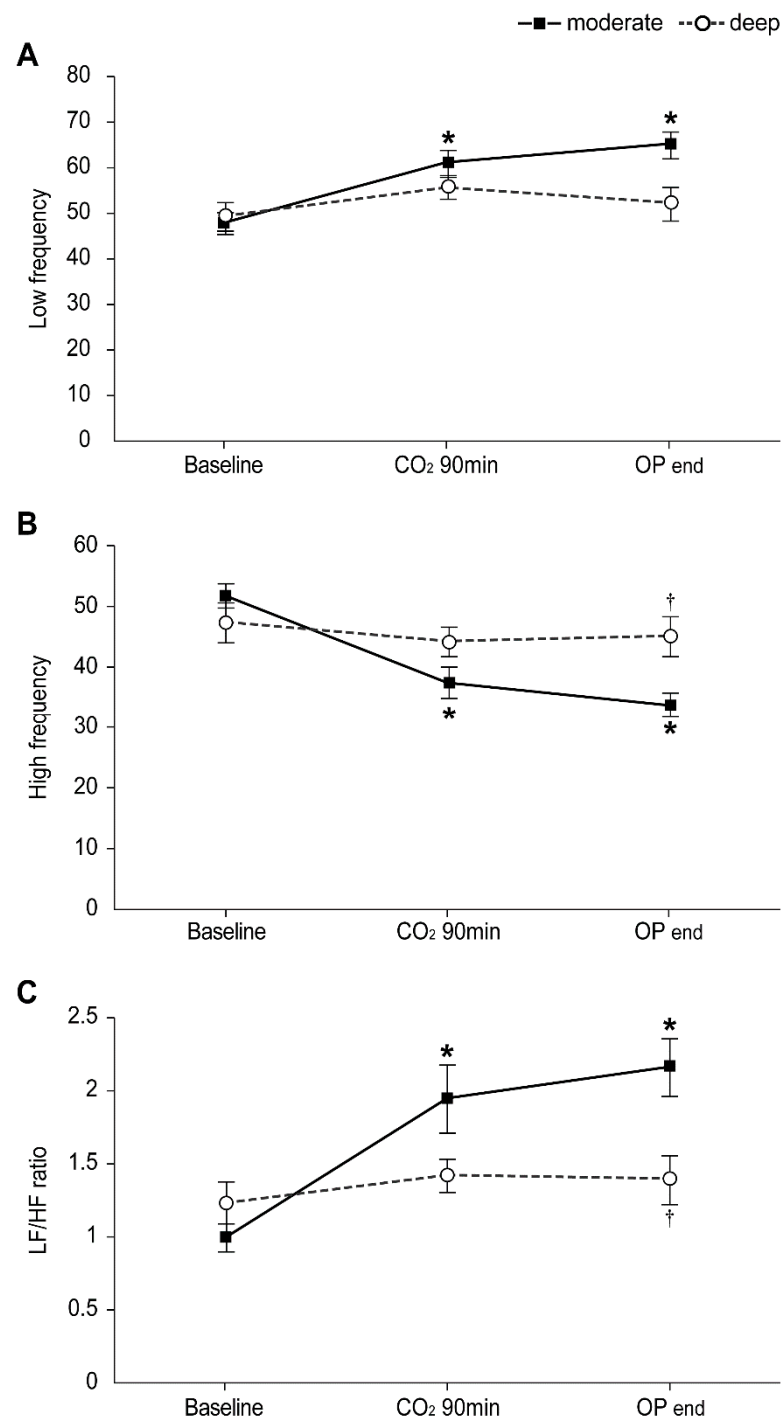 moderate deep
A
80
70
60
50
40
30
20
10
0
Low frequency
* *
Baseline CO₂ 90min OP end
B
60
50
40
30
20
10
0
High frequency
†
* *
Baseline CO₂ 90min OP end
C
2.5
2
1.5
1
0.5
0
LF/HF ratio
* *
†
Baseline CO₂ 90min OP end